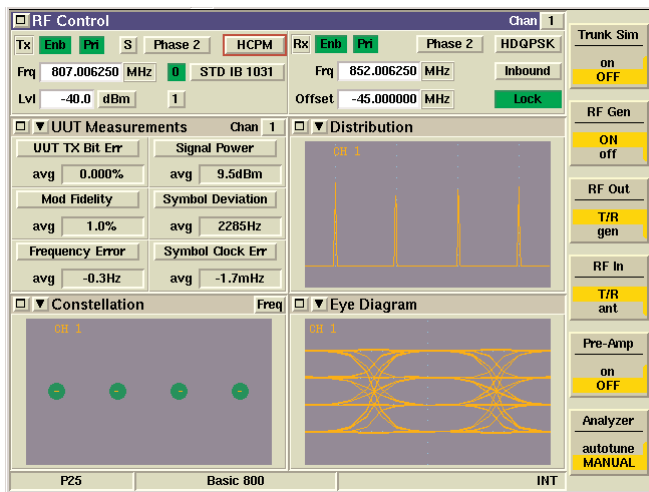 RF Control Chan 1
Tx Enb Pri S Phase 2 HCPM Rx Enb Pri Phase 2 HDQPSK
Frq 807.006250 MHz 0 STD IB 1031 Frq 852.006250 MHz Inbound
Lvl -40.0 dBm 1 Offset -45.000000 MHz Lock
UUT Measurements Chan 1
UUT TX Bit Err Signal Power
avg 0.000% avg 9.5dBm
Mod Fidelity Symbol Deviation
avg 1.0% avg 2285Hz
Frequency Error Symbol Clock Err
avg -0.3Hz avg -1.7mHz
Distribution
CH 1
Constellation Freq
CH 1
Eye Diagram
CH 1
P25 Basic 800 INT
Trunk Sim
on
OFF
RF Gen
ON
off
RF Out
T/R
gen
RF In
T/R
ant
Pre-Amp
on
OFF
Analyzer
autotune
MANUAL